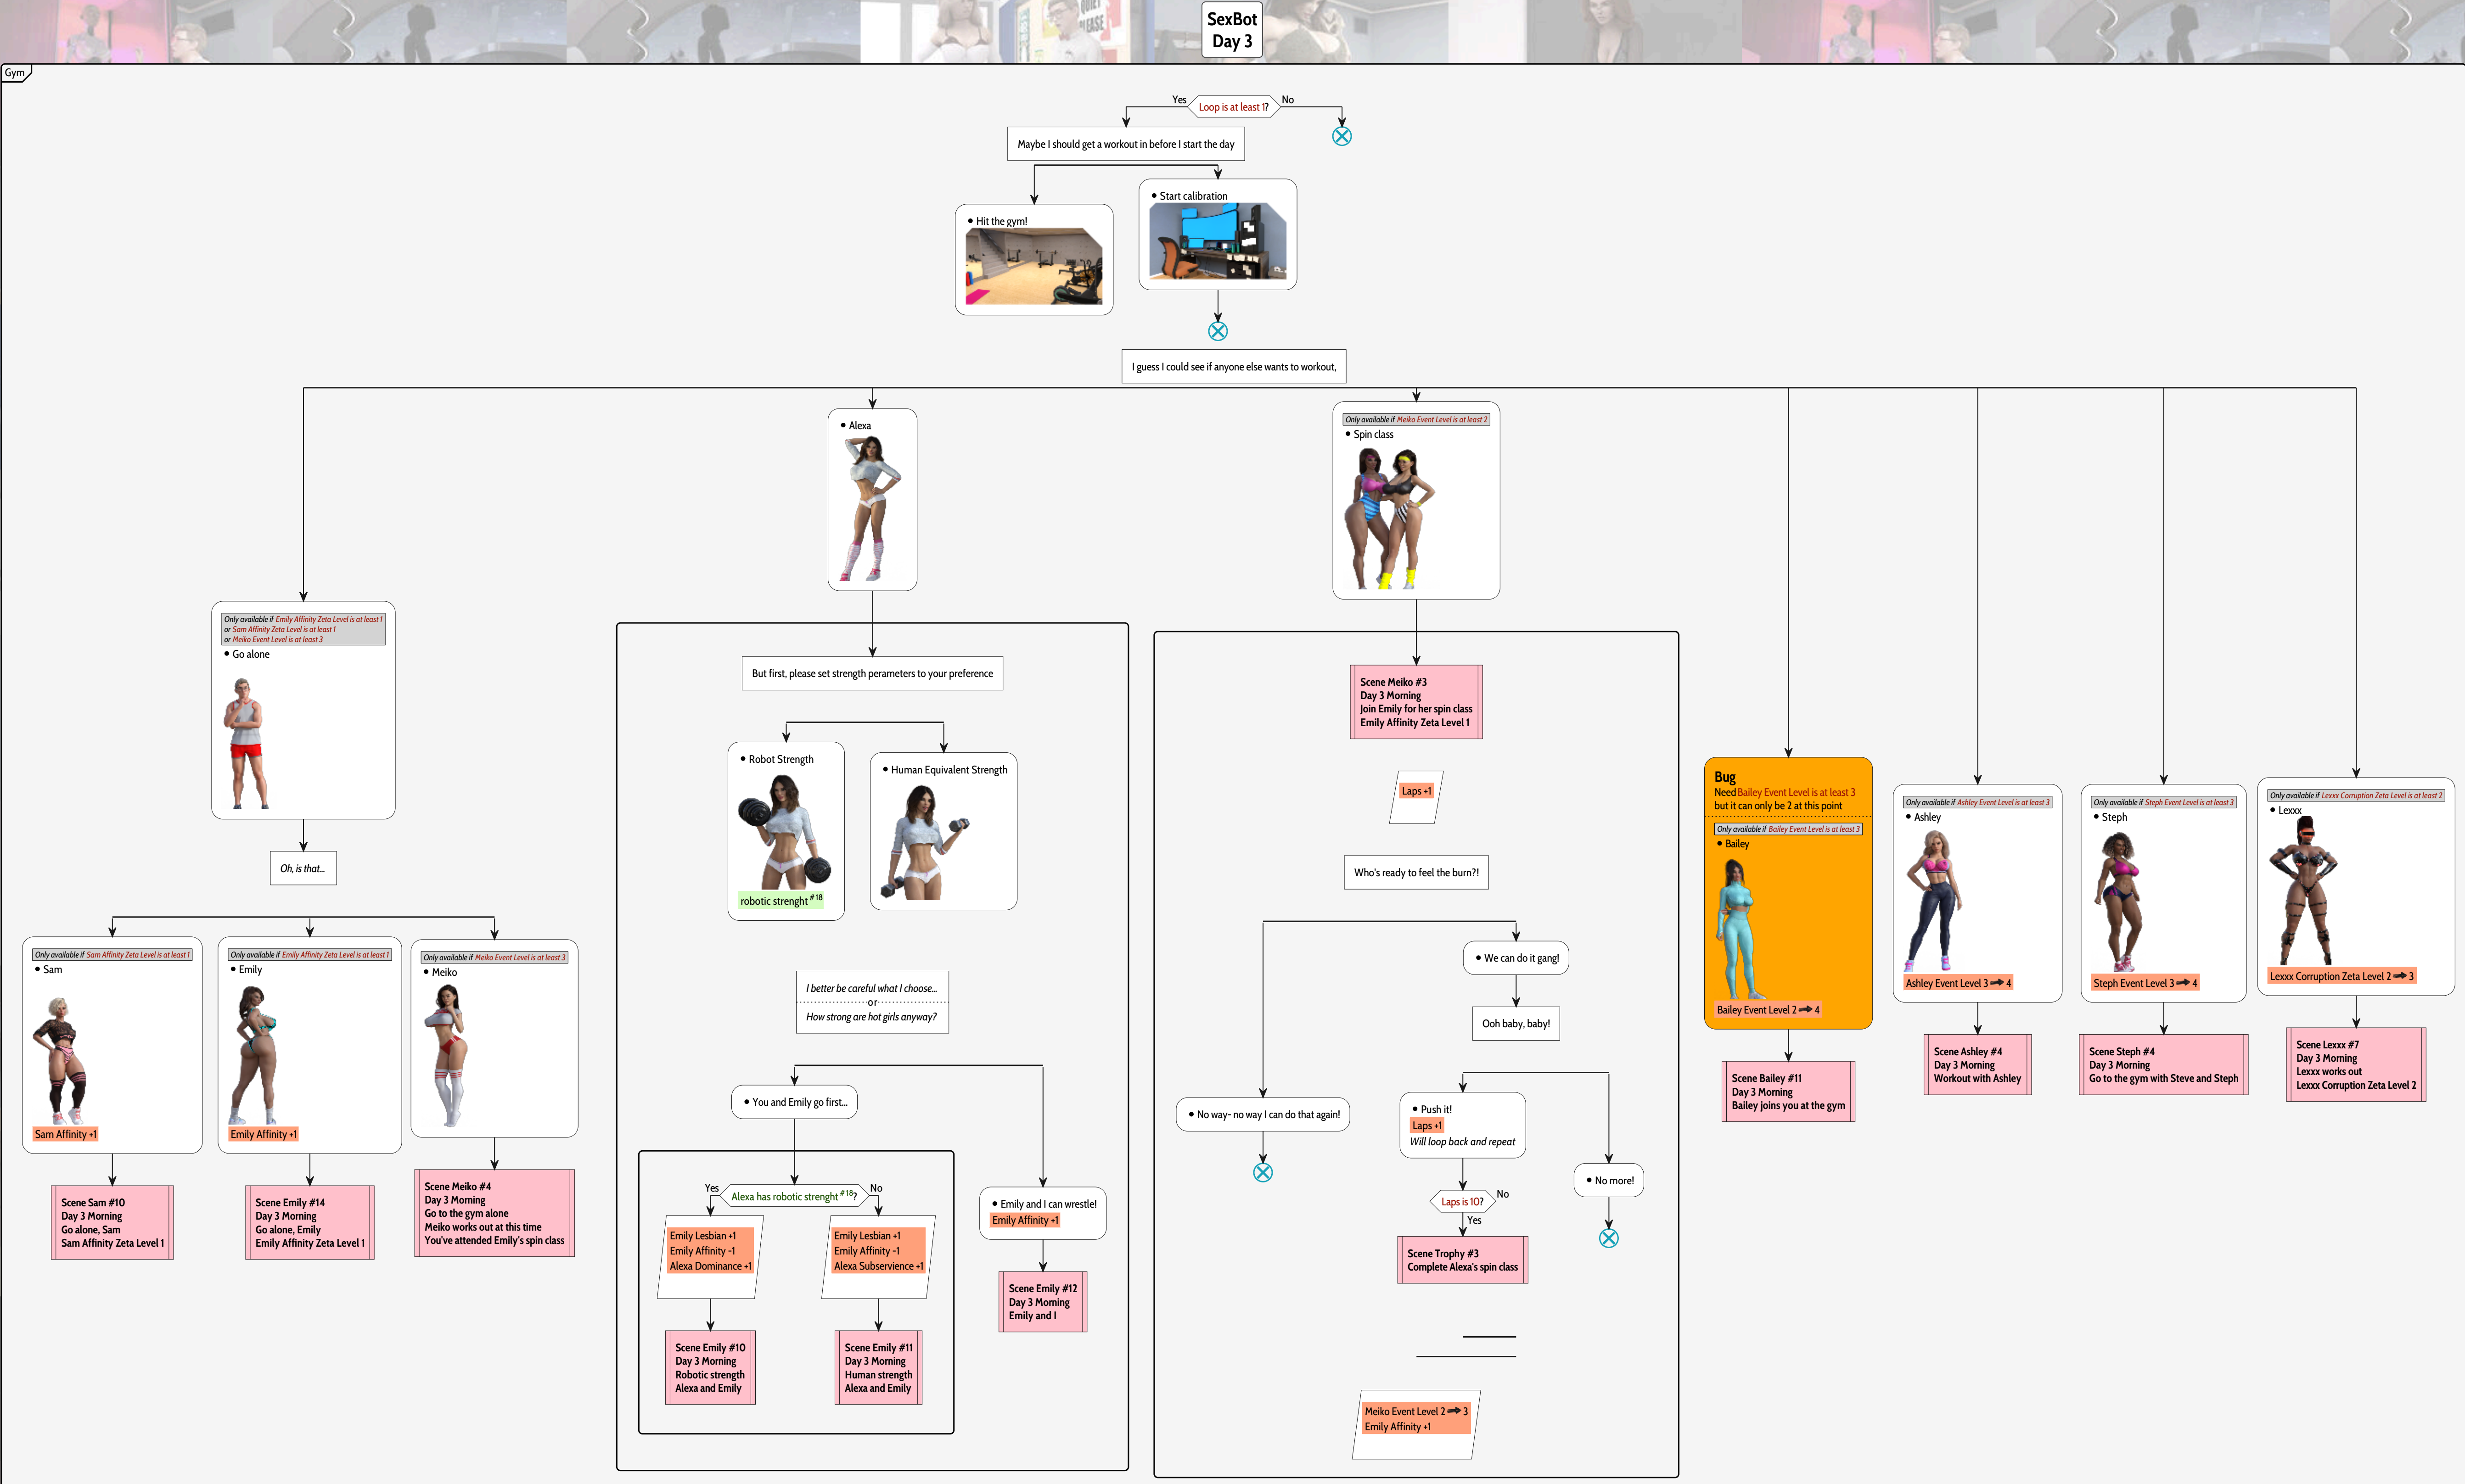 QUIET
PLEASE
SexBot
Day 3
Gym
Yes
Loop is at least 1?
No
Maybe I should get a workout in before I start the day
Hit the gym!
Start calibration
I guess I could see if anyone else wants to workout,
Only available if Emily Affinity Zeta Level is at least 1
or Sam Affinity Zeta Level is at least 1
or Meiko Event Level is at least 3
Go alone
Oh, is that...
Only available if Sam Affinity Zeta Level is at least 1
Sam
Sam Affinity +1
Scene Sam #10
Day 3 Morning
Go alone, Sam
Sam Affinity Zeta Level 1
Only available if Emily Affinity Zeta Level is at least 1
Emily
Emily Affinity +1
Scene Emily #14
Day 3 Morning
Go alone, Emily
Emily Affinity Zeta Level 1
Only available if Meiko Event Level is at least 3
Meiko
Scene Meiko #4
Day 3 Morning
Go to the gym alone
Meiko works out at this time
You've attended Emily's spin class
Alexa
But first, please set strength perameters to your preference
Robot Strength
robotic strenght #18
Human Equivalent Strength
I better be careful what I choose...
or
How strong are hot girls anyway?
You and Emily go first...
Yes
Alexa has robotic strenght #18?
No
Emily Lesbian +1
Emily Affinity -1
Alexa Dominance +1
Scene Emily #10
Day 3 Morning
Robotic strength
Alexa and Emily
Emily Lesbian +1
Emily Affinity -1
Alexa Subservience +1
Scene Emily #11
Day 3 Morning
Human strength
Alexa and Emily
Emily and I can wrestle!
Emily Affinity +1
Scene Emily #12
Day 3 Morning
Emily and I
Only available if Meiko Event Level is at least 2
Spin class
Scene Meiko #3
Day 3 Morning
Join Emily for her spin class
Emily Affinity Zeta Level 1
Laps +1
Who's ready to feel the burn?!
No way- no way I can do that again!
We can do it gang!
Ooh baby, baby!
Push it!
Laps +1
Will loop back and repeat
Laps is 10?
No
Yes
Scene Trophy #3
Complete Alexa's spin class
No more!
Meiko Event Level 2 ➡ 3
Emily Affinity +1
Bug
Need Bailey Event Level is at least 3
but it can only be 2 at this point
Only available if Bailey Event Level is at least 3
Bailey
Bailey Event Level 2 ➡ 4
Scene Bailey #11
Day 3 Morning
Bailey joins you at the gym
Only available if Ashley Event Level is at least 3
Ashley
Ashley Event Level 3 ➡ 4
Scene Ashley #4
Day 3 Morning
Workout with Ashley
Only available if Steph Event Level is at least 3
Steph
Steph Event Level 3 ➡ 4
Scene Steph #4
Day 3 Morning
Go to the gym with Steve and Steph
Only available if Lexxx Corruption Zeta Level is at least 2
Lexxx
Lexxx Corruption Zeta Level 2 ➡ 3
Scene Lexxx #7
Day 3 Morning
Lexxx works out
Lexxx Corruption Zeta Level 2